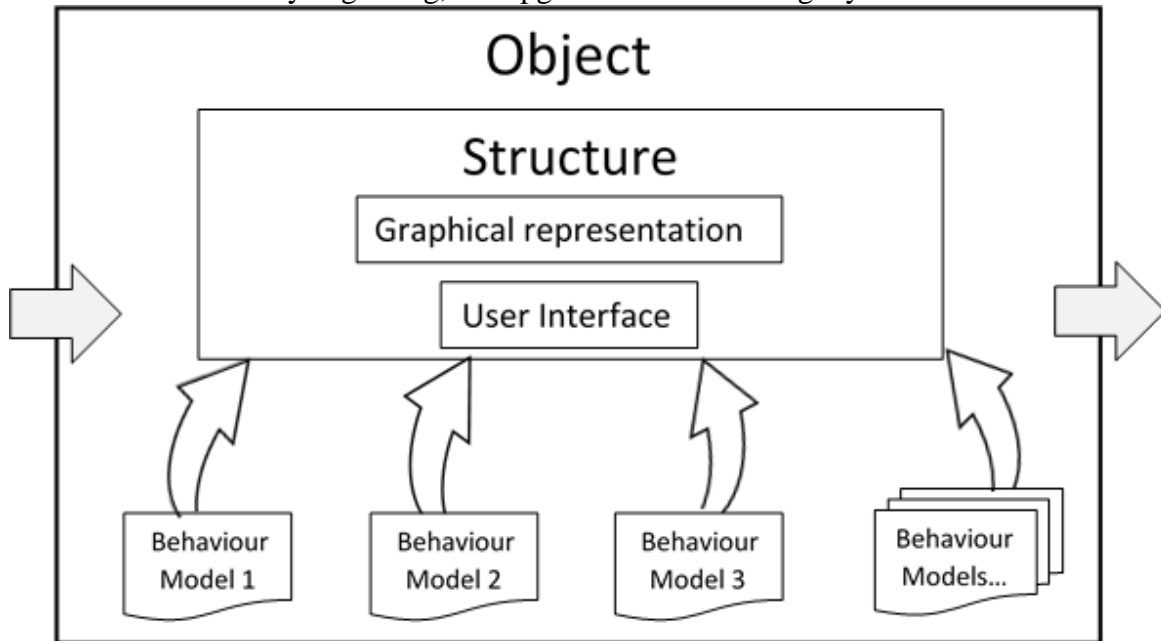 Object
Structure
Graphical representation
User Interface
Behaviour
Model 1
Behaviour
Model 2
Behaviour
Model 3
Behaviour
Models...